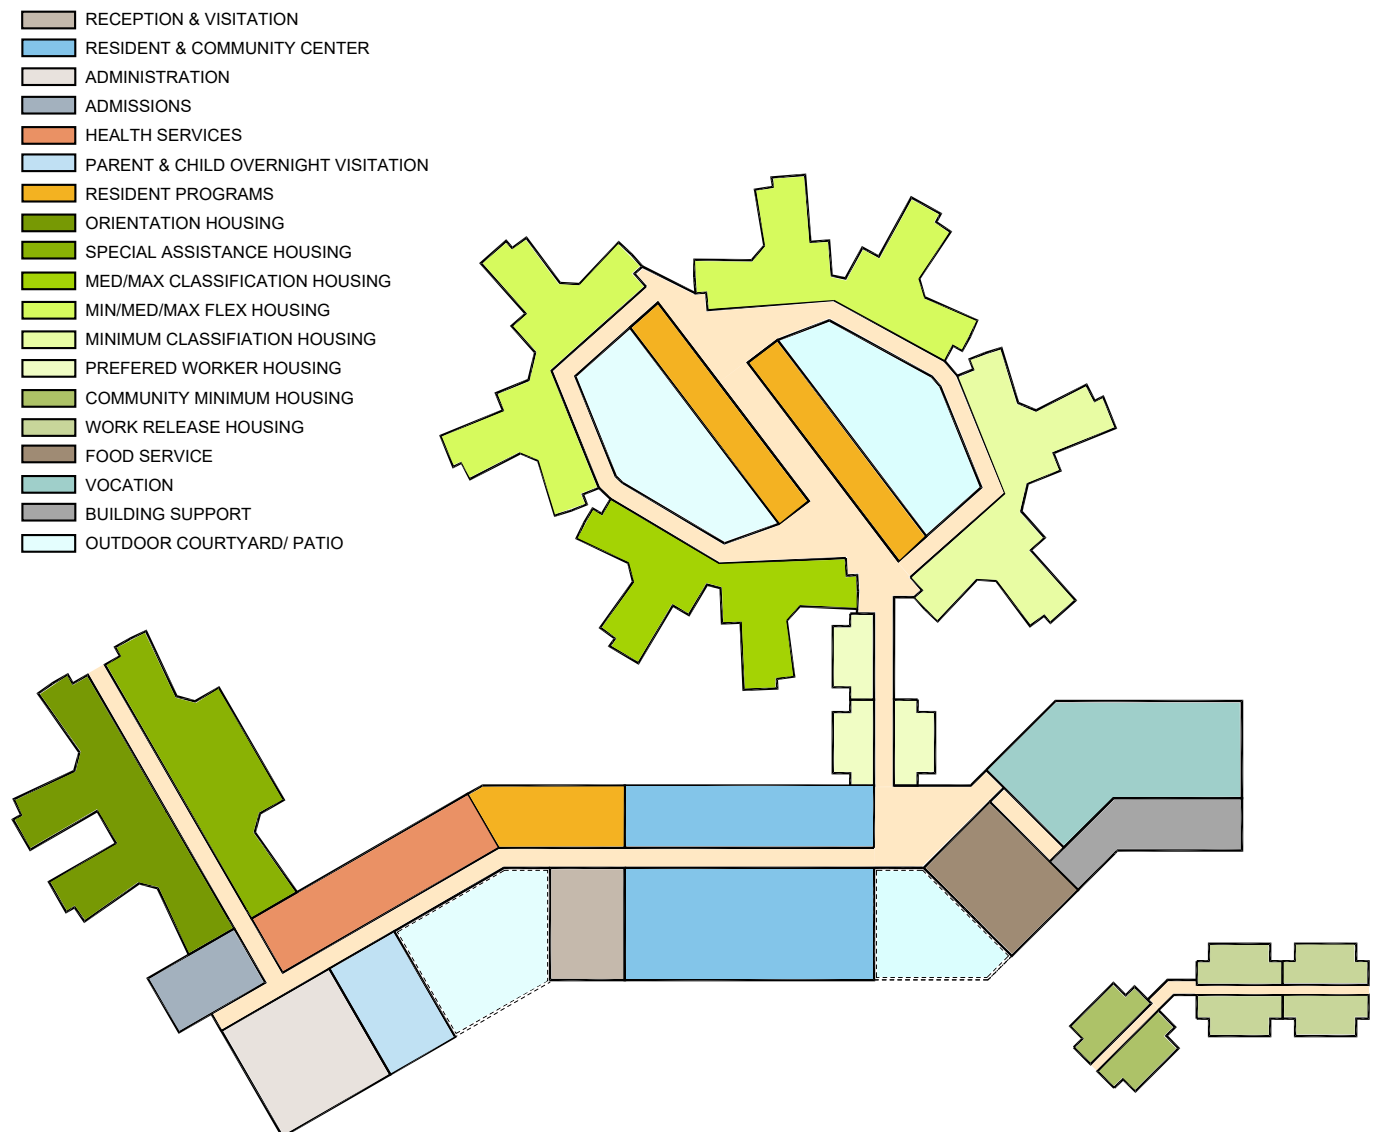 RECEPTION & VISITATION
RESIDENT & COMMUNITY CENTER
ADMINISTRATION
ADMISSIONS
HEALTH SERVICES
PARENT & CHILD OVERNIGHT VISITATION
RESIDENT PROGRAMS
ORIENTATION HOUSING
SPECIAL ASSISTANCE HOUSING
MED/MAX CLASSIFICATION HOUSING
MIN/MED/MAX FLEX HOUSING
MINIMUM CLASSIFIATION HOUSING
PREFERED WORKER HOUSING
COMMUNITY MINIMUM HOUSING
WORK RELEASE HOUSING
FOOD SERVICE
VOCATION
BUILDING SUPPORT
OUTDOOR COURTYARD/ PATIO